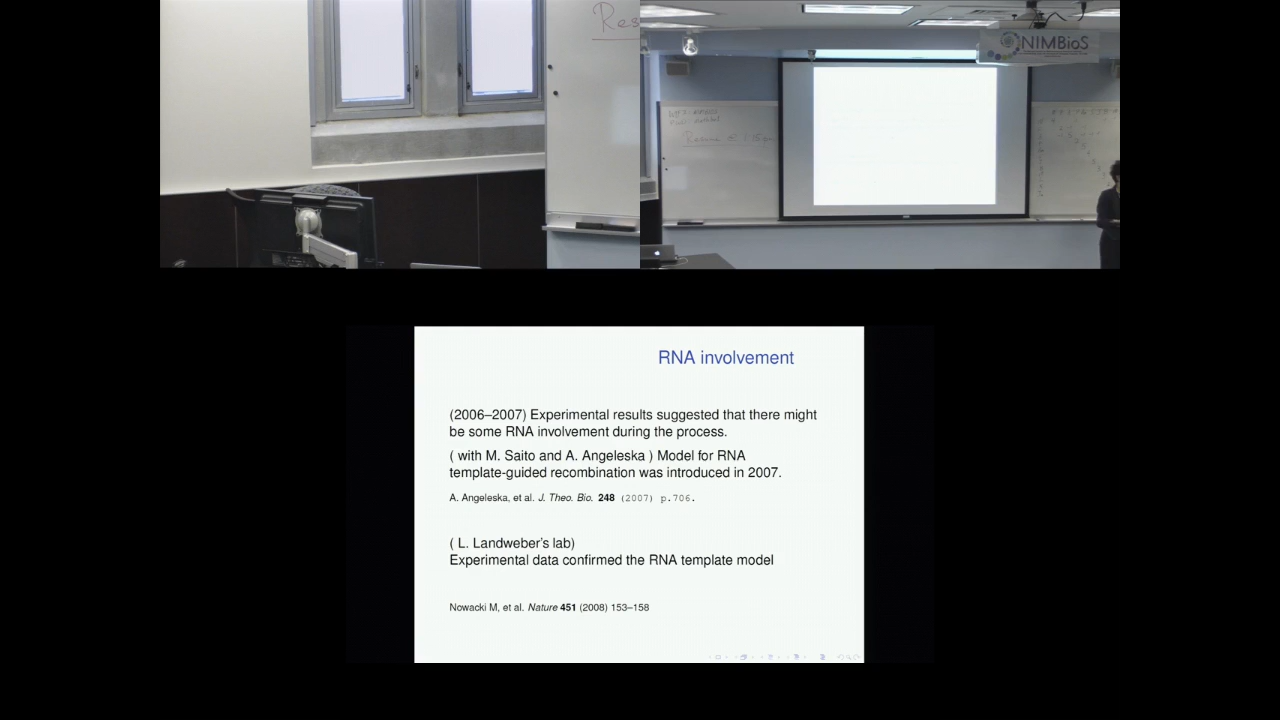 Res
NIMBioS
RNA involvement
(2006–2007) Experimental results suggested that there might
be some RNA involvement during the process.
( with M. Saito and A. Angeleska ) Model for RNA
template-guided recombination was introduced in 2007.
A. Angeleska, et al. J. Theo. Bio. 248 (2007) p.706.
( L. Landweber's lab)
Experimental data confirmed the RNA template model
Nowacki M, et al. Nature 451 (2008) 153–158